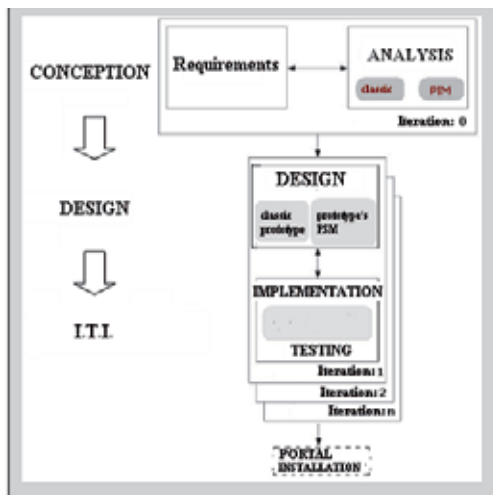 CONCEPTION
DESIGN
I.T.I.
Requirements
ANALYSIS
classic
Iteration: 0
DESIGN
classic prototype
prototype's PSM
IMPLEMENTATION
TESTING
Iteration: 1
Iteration: 2
Iteration: n
PORTAL
INSTALLATION